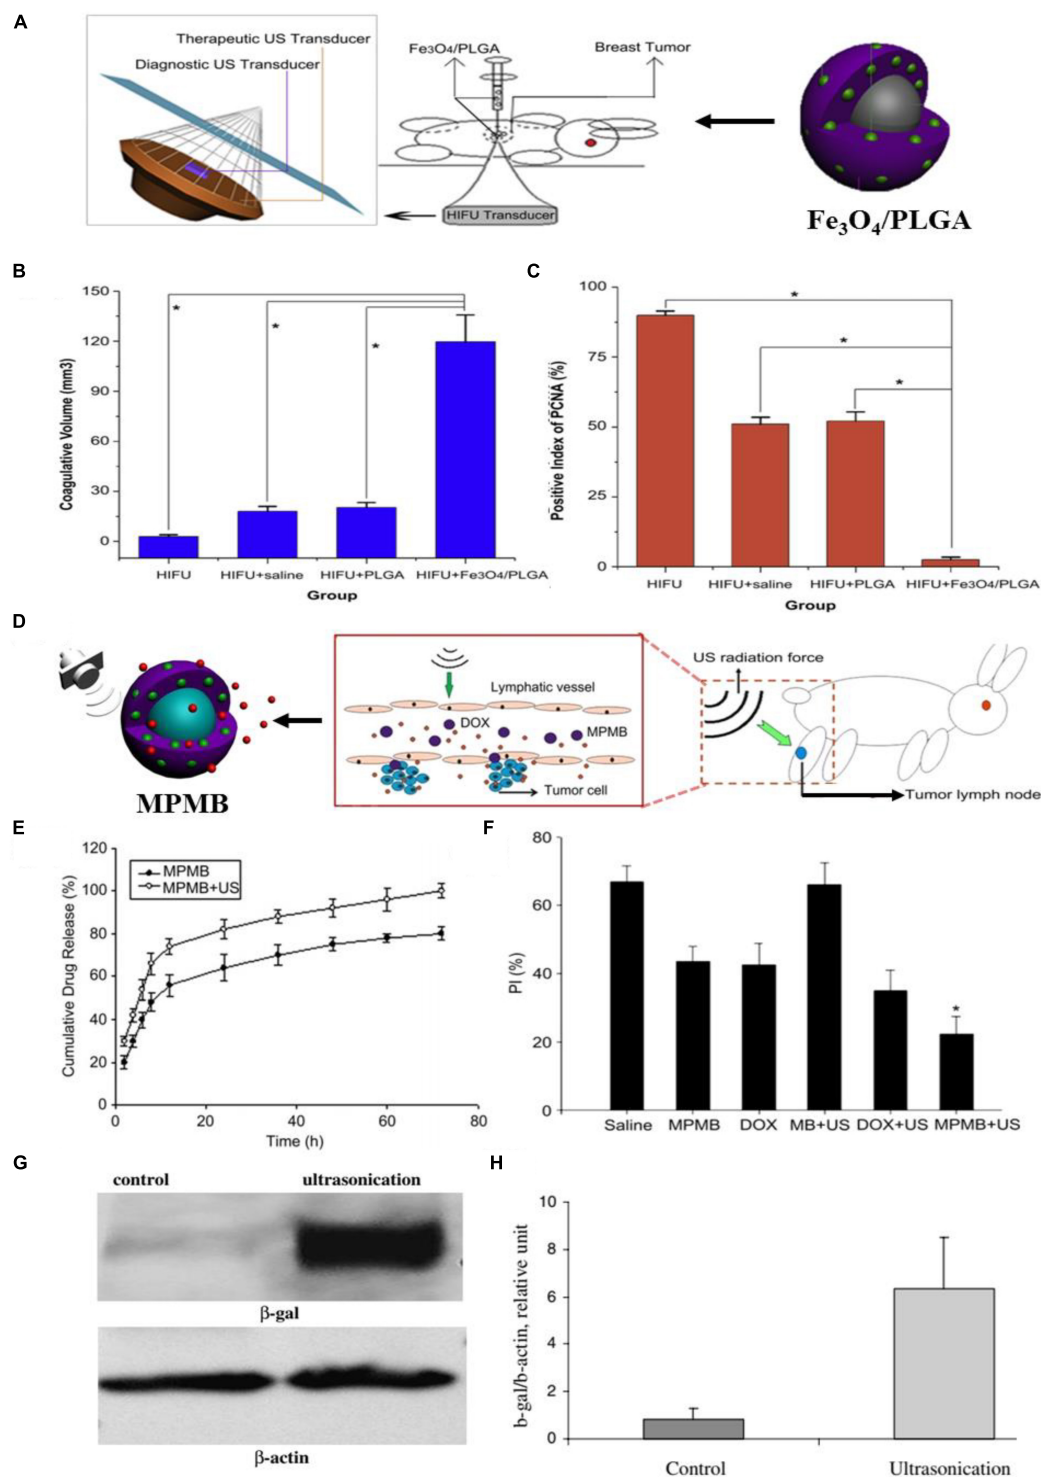 A
Therapeutic US Transducer
Diagnostic US Transducer
Fe3O4/PLGA
Breast Tumor
HIFU Transducer
Fe3O4/PLGA
B
150
120
90
60
30
0
Coagulative Volume (mm3)
*
*
*
HIFU HIFU+saline HIFU+PLGA HIFU+Fe3O4/PLGA
Group
C
100
75
50
25
0
Positive Index of PCNA (%)
*
*
*
HIFU HIFU+saline HIFU+PLGA HIFU+Fe3O4/PLGA
Group
D
MPMB
Lymphatic vessel
DOX
MPMB
Tumor cell
US radiation force
Tumor lymph node
E
120
100
80
60
40
20
0
Cumulative Drug Release (%)
MPMB
MPMB+US
0 20 40 60 80
Time (h)
F
80
60
40
20
0
PI (%)
*
Saline MPMB DOX MB+US DOX+US MPMB+US
G
control ultrasonication
β-gal
β-actin
H
10
8
6
4
2
0
b-gal/b-actin, relative unit
Control Ultrasonication